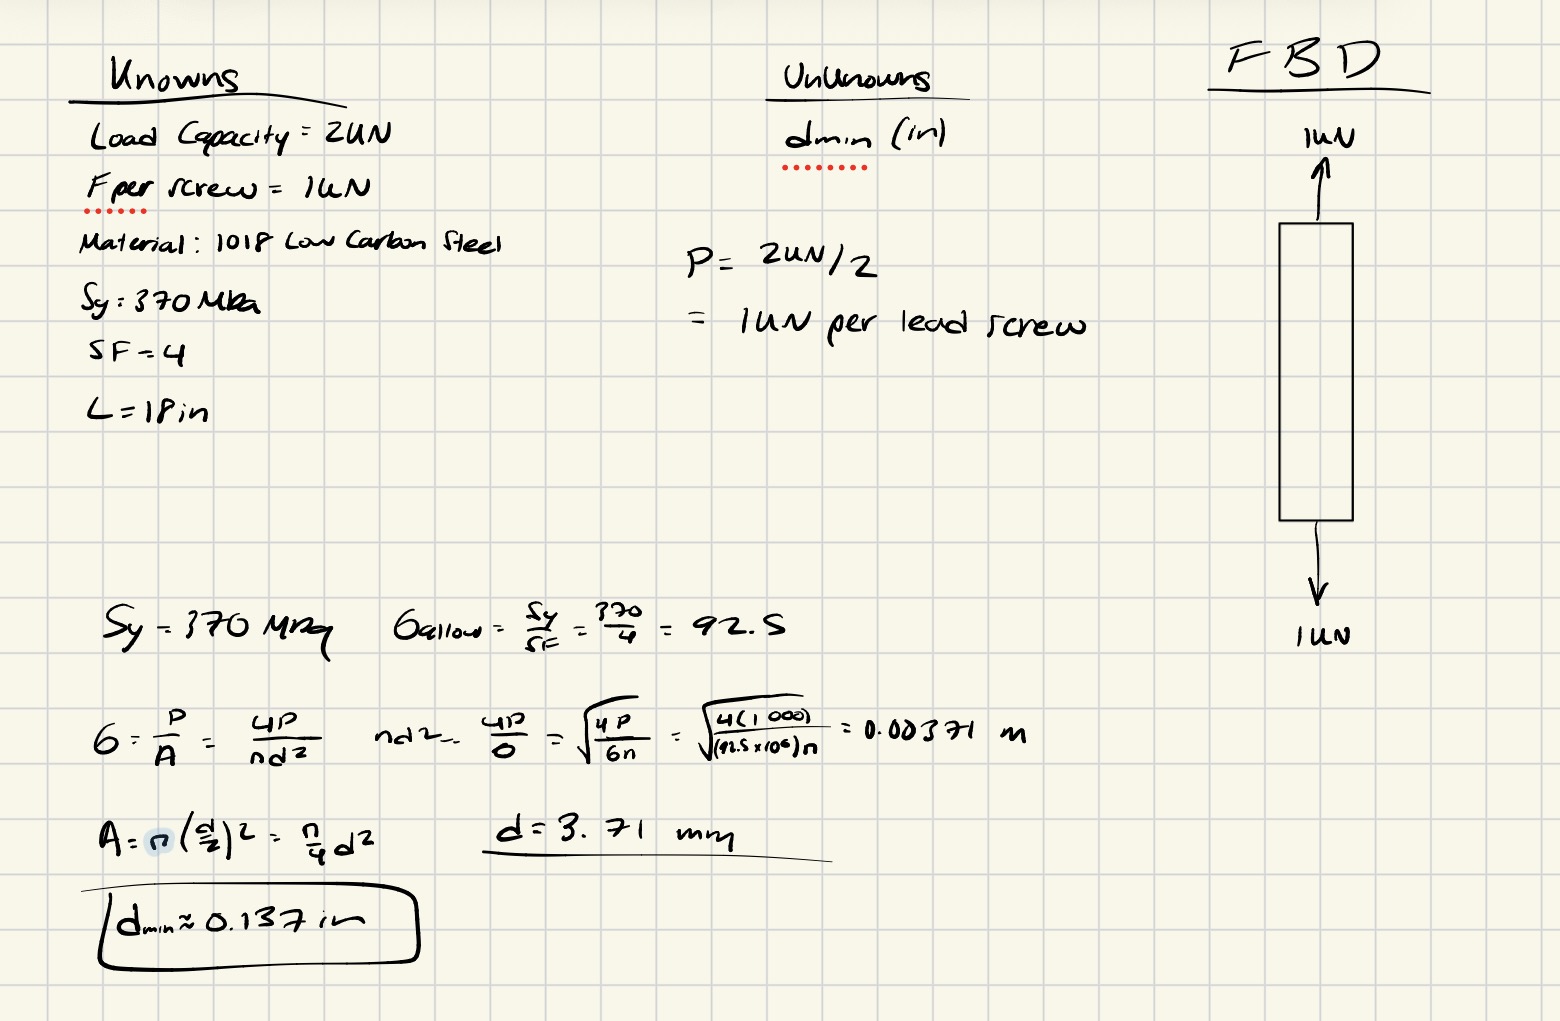 Knowns
Load Capacity = 2kN
F per screw = 1kN
Material: 1018 Low Carbon Steel
Sy = 370 MPa
SF = 4
L = 18in
Unknowns
dmin (in)
P = 2kN/2
= 1kN per lead screw
FBD
1kN
1kN
Sy = 370 MPa σallow = Sy/SF = 370/4 = 92.5
σ = P/A = 4P/πd² πd² = 4P/σ = √(4P/σπ) = √(4(1000)/(92.5×10⁶)π) = 0.00371 m
A = π(d/2)² = π/4 d² d = 3.71 mm
dmin ≈ 0.137 in